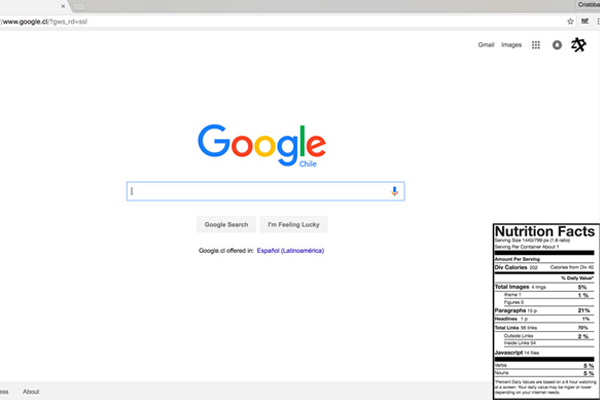 Cristóba
www.google.cl/?gws_rd=ssl
NF
Gmail Images
Google
Chile
Google Search I'm Feeling Lucky
Google.cl offered in: Español (Latinoamérica)
Nutrition Facts
Serving Size 1440/799 px (1.8 ratio)
Serving Per Container About 1
Amount Per Serving
Div Calories 202 Calories from Div 40
% Daily Value*
Total Images 4 imgs 5%
Iframe 1 1 %
Figures 0
Paragraphs 15 p 21%
Headlines 1 p 1%
Total Links 56 links 70%
Outside Links 2 %
Inside Links 54
Javascript 14 files
Verbs 5 %
Nouns 5 %
*Percent Daily Values are based on a 8 hour watching
at a screen. Your daily value may be higier or lower
depending on your internet needs.
ess About